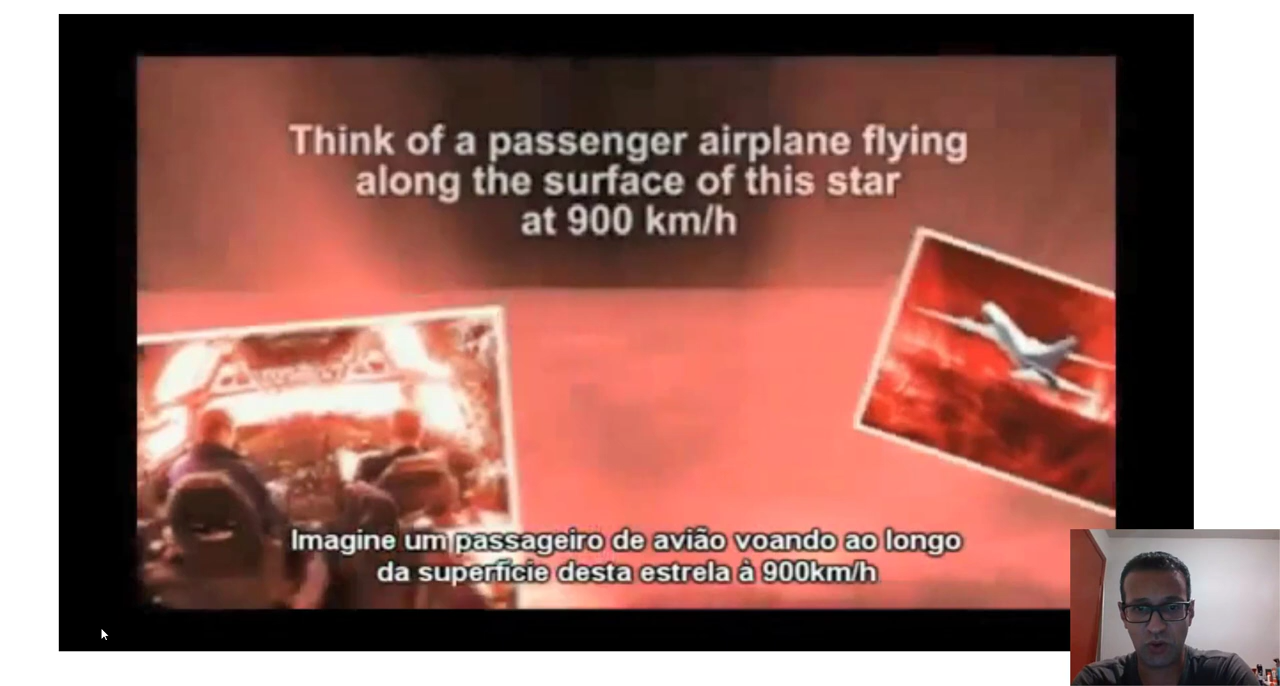 Think of a passenger airplane flying
along the surface of this star
at 900 km/h
Imagine um passageiro de avião voando ao longo
da superfície desta estrela à 900km/h